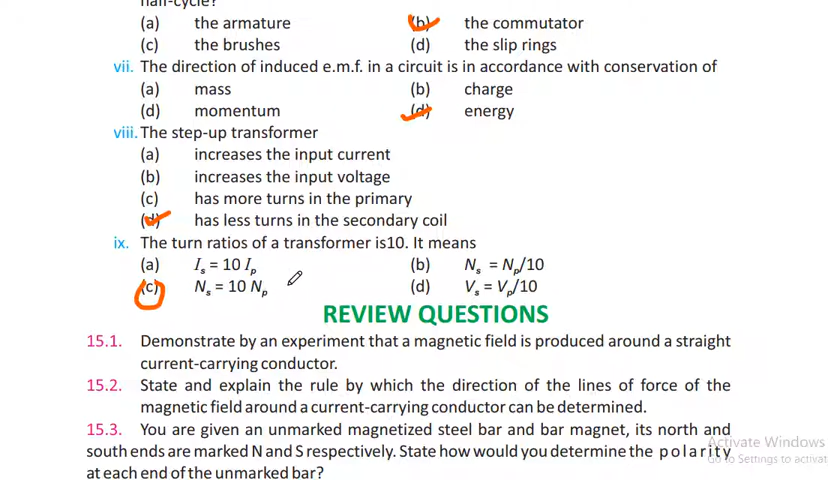 half-cycle?
(a) the armature (b) the commutator
(c) the brushes (d) the slip rings
vii. The direction of induced e.m.f. in a circuit is in accordance with conservation of
(a) mass (b) charge
(d) momentum (d) energy
viii. The step-up transformer
(a) increases the input current
(b) increases the input voltage
(c) has more turns in the primary
(d) has less turns in the secondary coil
ix. The turn ratios of a transformer is10. It means
(a) Is = 10 Ip (b) Ns = Np/10
(c) Ns = 10 Np (d) Vs = Vp/10
REVIEW QUESTIONS
15.1. Demonstrate by an experiment that a magnetic field is produced around a straight
current-carrying conductor.
15.2. State and explain the rule by which the direction of the lines of force of the
magnetic field around a current-carrying conductor can be determined.
15.3. You are given an unmarked magnetized steel bar and bar magnet, its north and
south ends are marked N and S respectively. State how would you determine the polarity
at each end of the unmarked bar?
Activate Windows
Go to Settings to activat